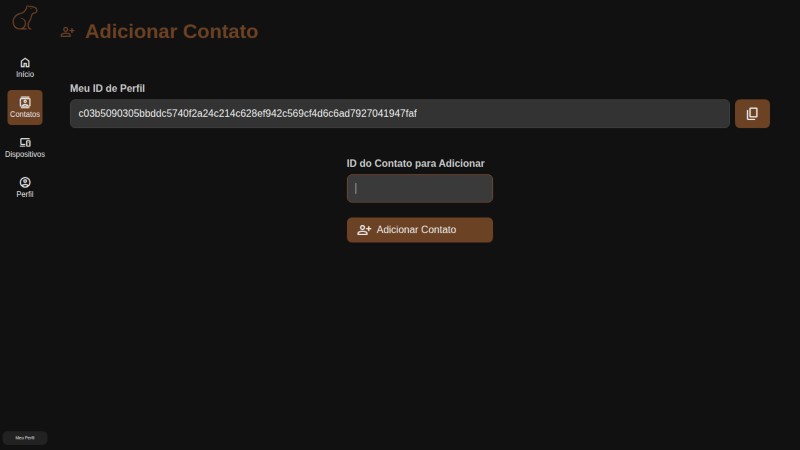 Adicionar Contato
Início
Contatos
Dispositivos
Perfil
Meu ID de Perfil
c03b5090305bbddc5740f2a24c214c628ef942c569cf4d6c6ad7927041947faf
ID do Contato para Adicionar
Adicionar Contato
Meu Perfil